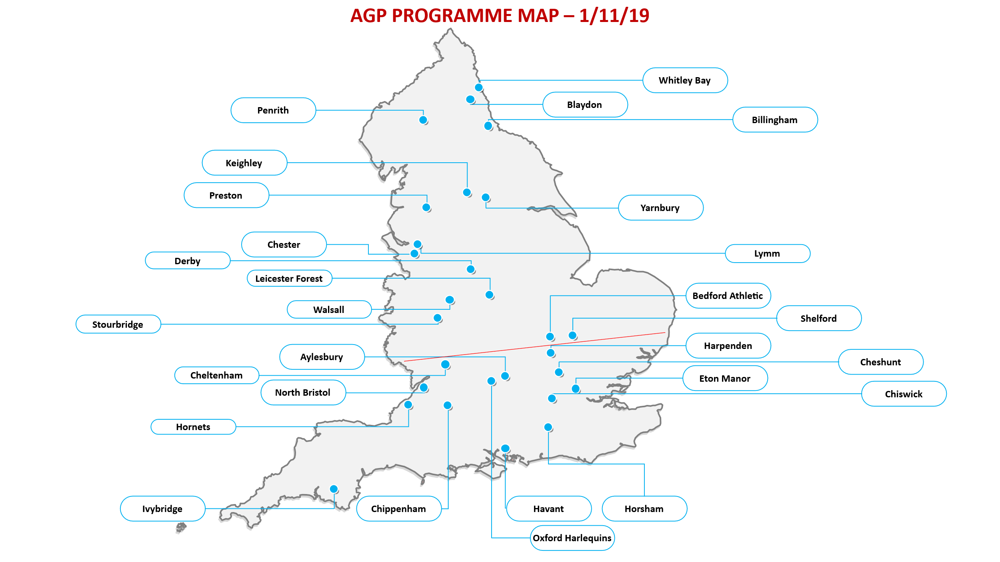 AGP PROGRAMME MAP – 1/11/19
Whitley Bay
Blaydon
Penrith
Billingham
Keighley
Preston
Yarnbury
Chester
Lymm
Derby
Leicester Forest
Bedford Athletic
Walsall
Shelford
Stourbridge
Harpenden
Aylesbury
Cheshunt
Cheltenham
Eton Manor
North Bristol
Chiswick
Hornets
Ivybridge
Chippenham
Havant
Horsham
Oxford Harlequins